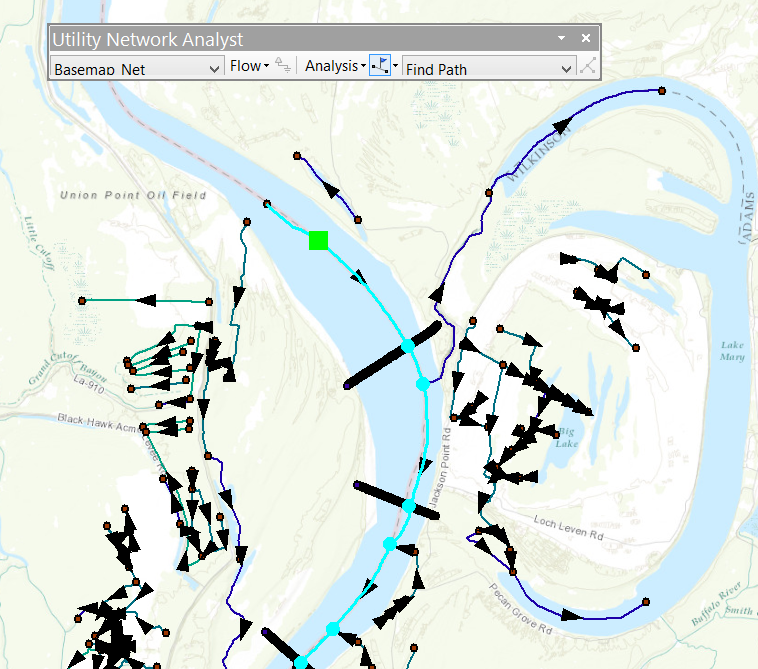 Utility Network Analyst
Basemap_Net
Flow
Analysis
Find Path
WILKINSON
ADAMS
Union Point Oil Field
Little Cutoff
Grand Cutoff Bayou
La-910
Black Hawk Acme Levee Rd
Lake
Mary
Big
Lake
Jackson Point Rd
Loch Leven Rd
Pecan Grove Rd
Buffalo River
Smith